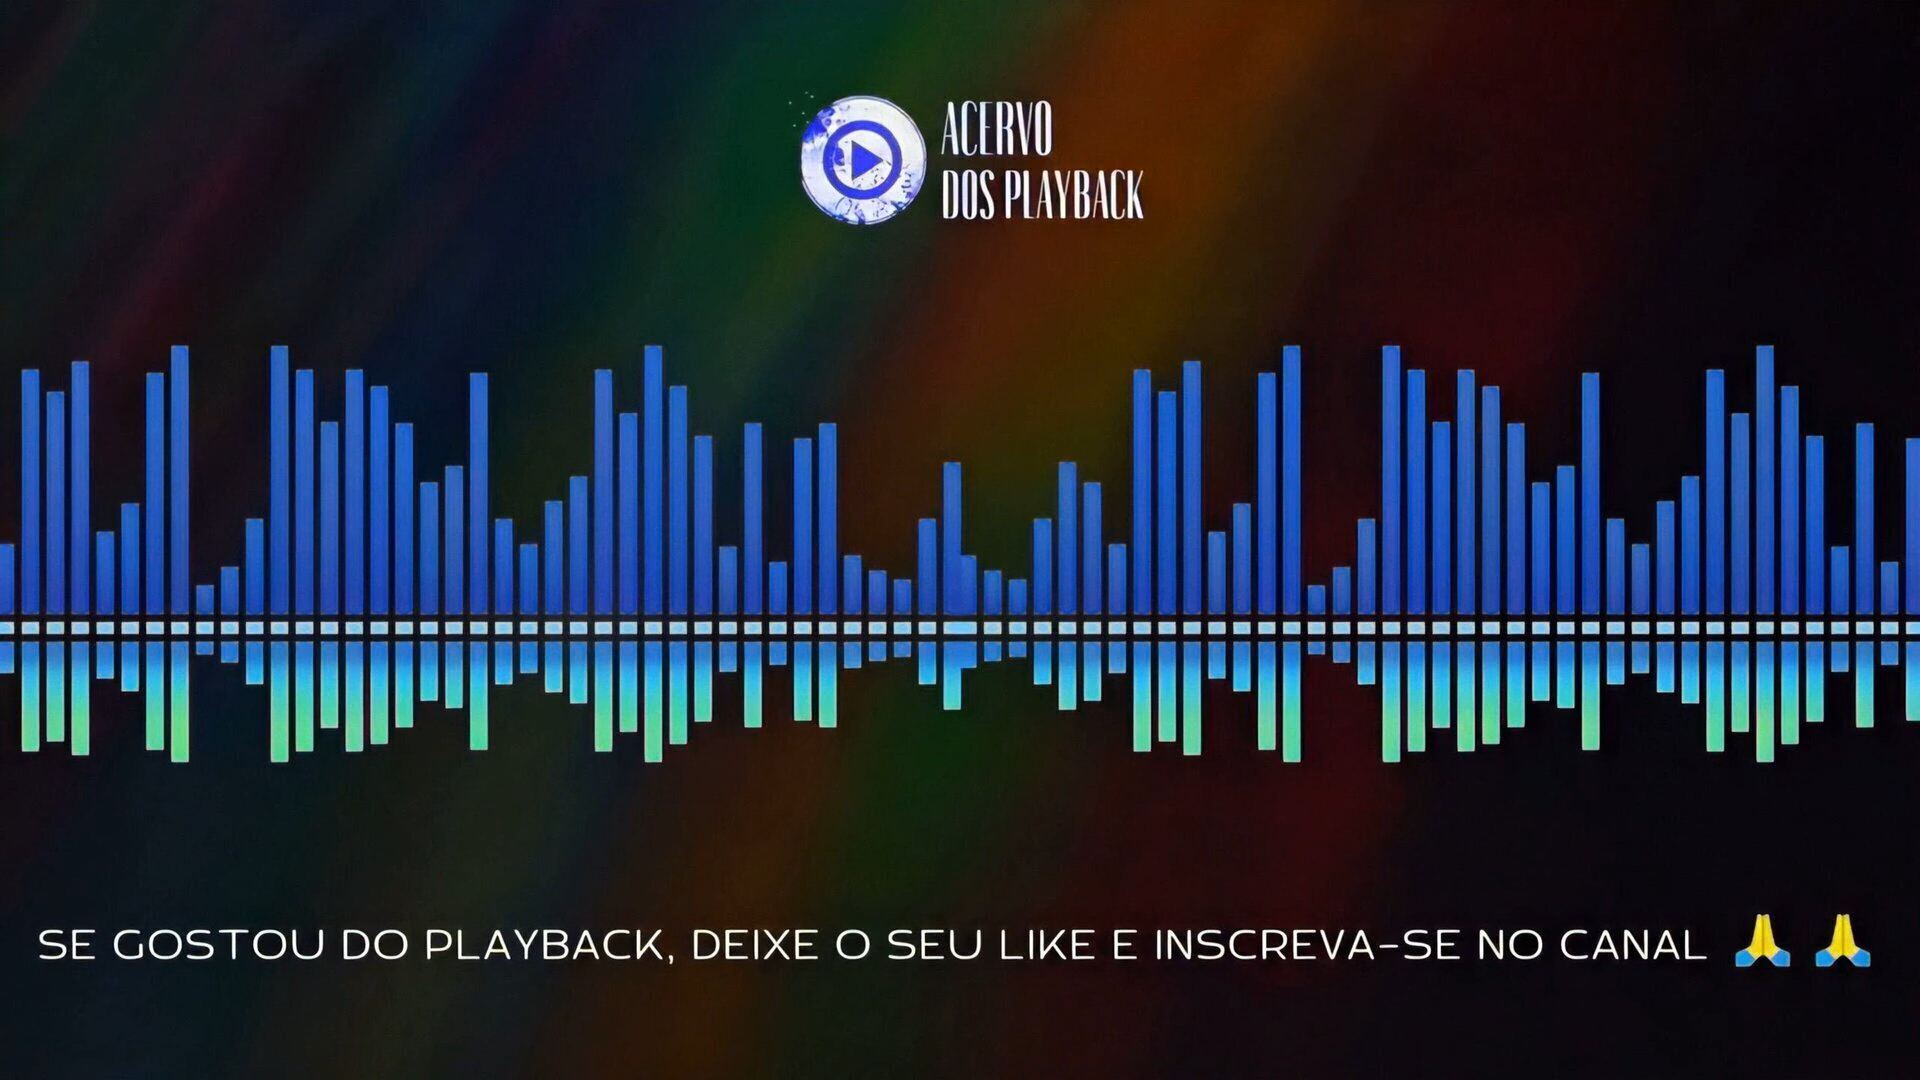 ACERVO
DOS PLAYBACK
SE GOSTOU DO PLAYBACK, DEIXE O SEU LIKE E INSCREVA-SE NO CANAL 🙏 🙏